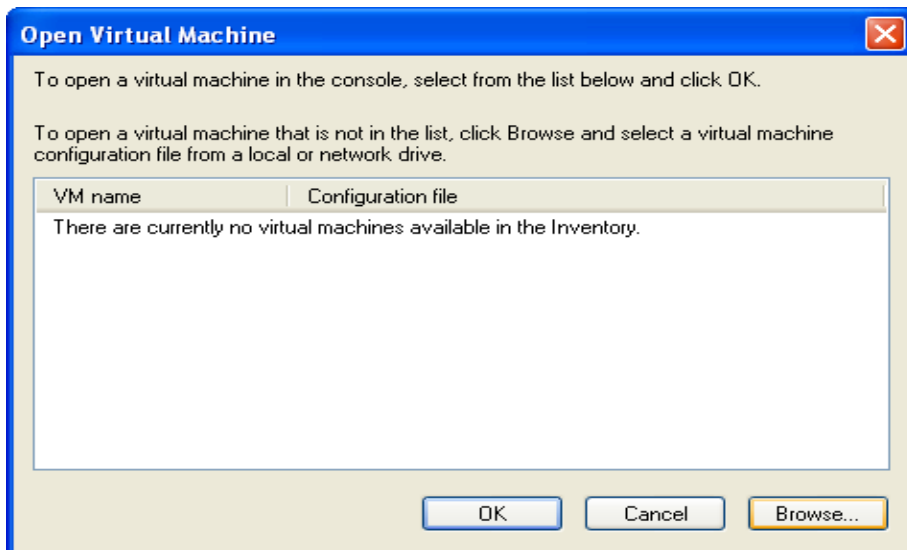 Open Virtual Machine
To open a virtual machine in the console, select from the list below and click OK.
To open a virtual machine that is not in the list, click Browse and select a virtual machine
configuration file from a local or network drive.
VM name Configuration file
There are currently no virtual machines available in the Inventory.
OK Cancel Browse...